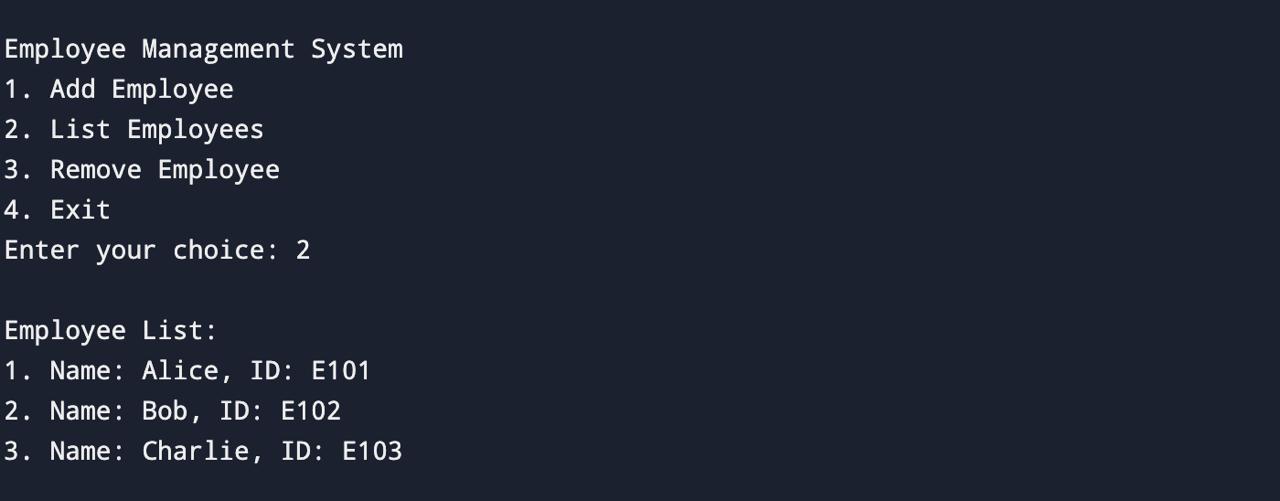 Employee Management System
1. Add Employee
2. List Employees
3. Remove Employee
4. Exit
Enter your choice: 2
Employee List:
1. Name: Alice, ID: E101
2. Name: Bob, ID: E102
3. Name: Charlie, ID: E103